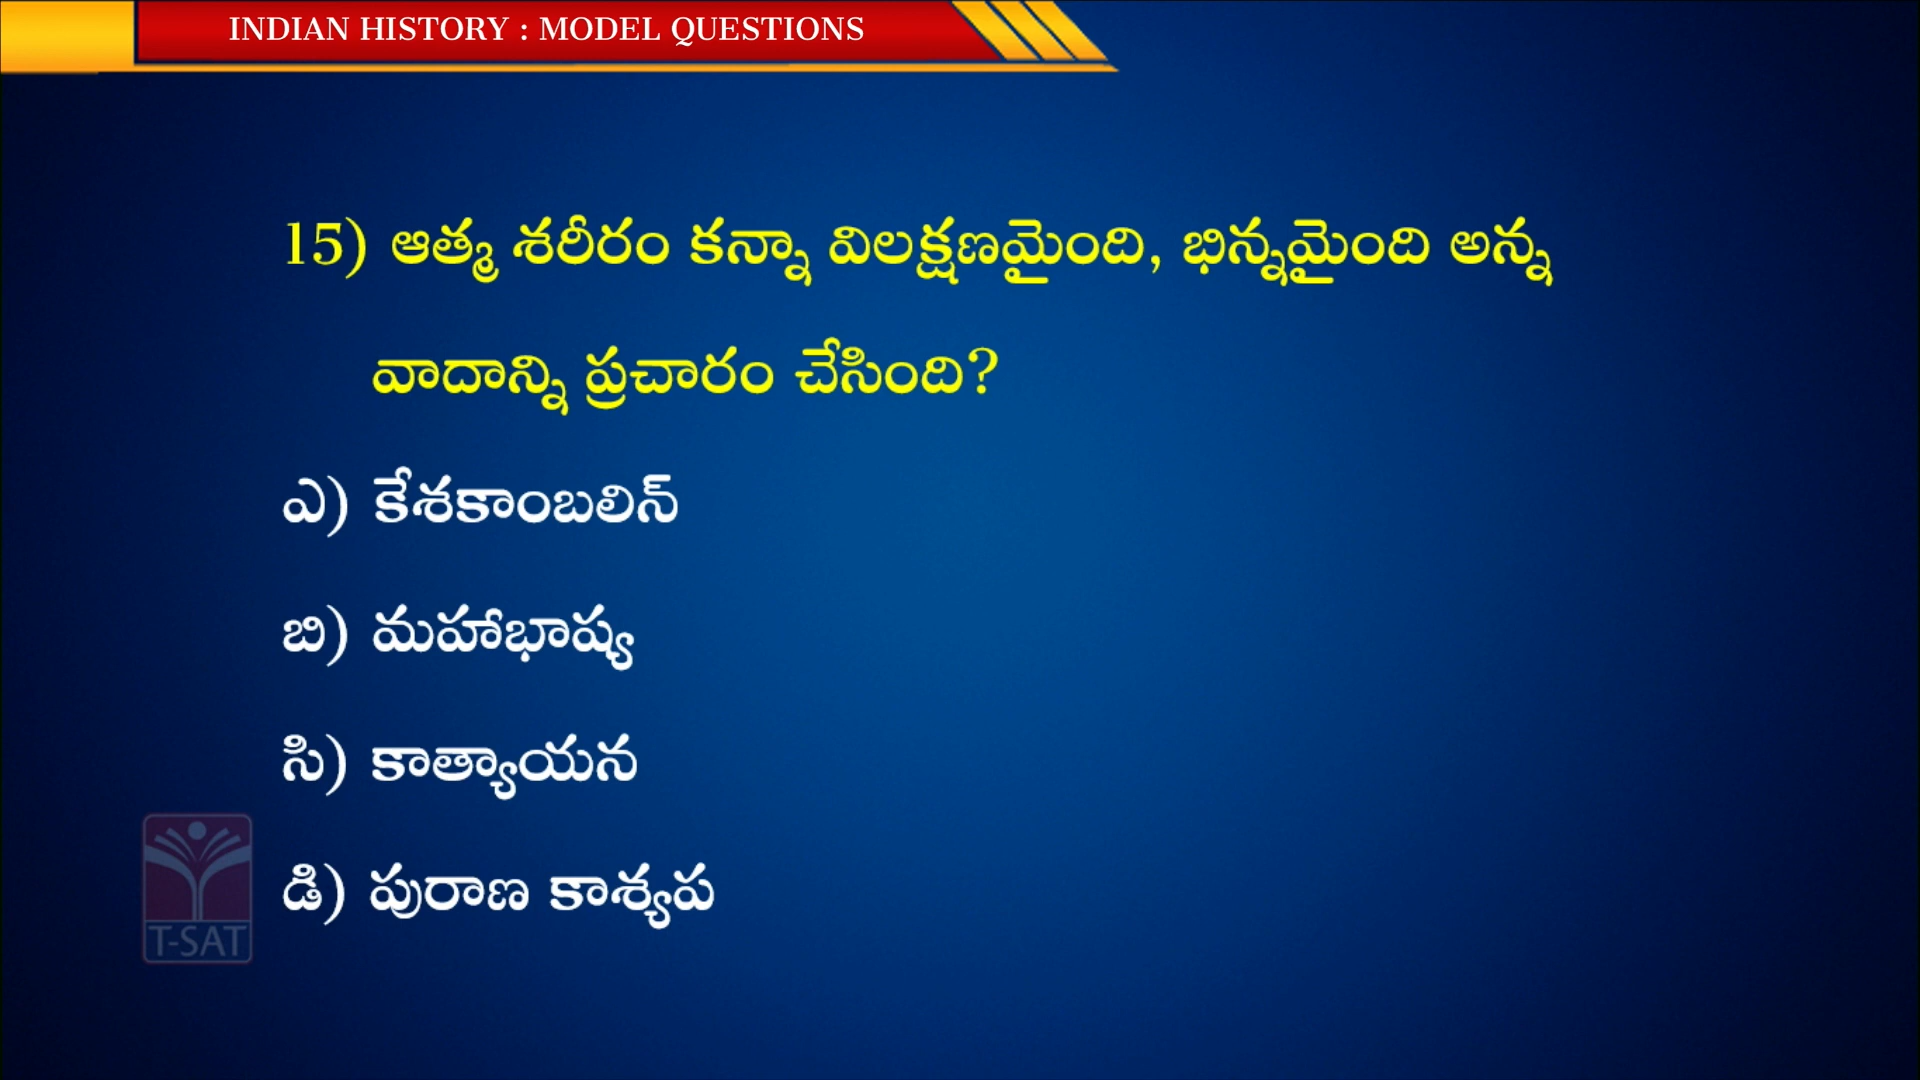 INDIAN HISTORY : MODEL QUESTIONS
15) ఆత్మ శరీరం కన్నా విలక్షణమైంది, భిన్నమైంది అన్న
వాదాన్ని ప్రచారం చేసింది?
ఎ) కేశకాంబలిన్
బి) మహాభాష్య
సి) కాత్యాయన
డి) పురాణ కాశ్యప
T-SAT